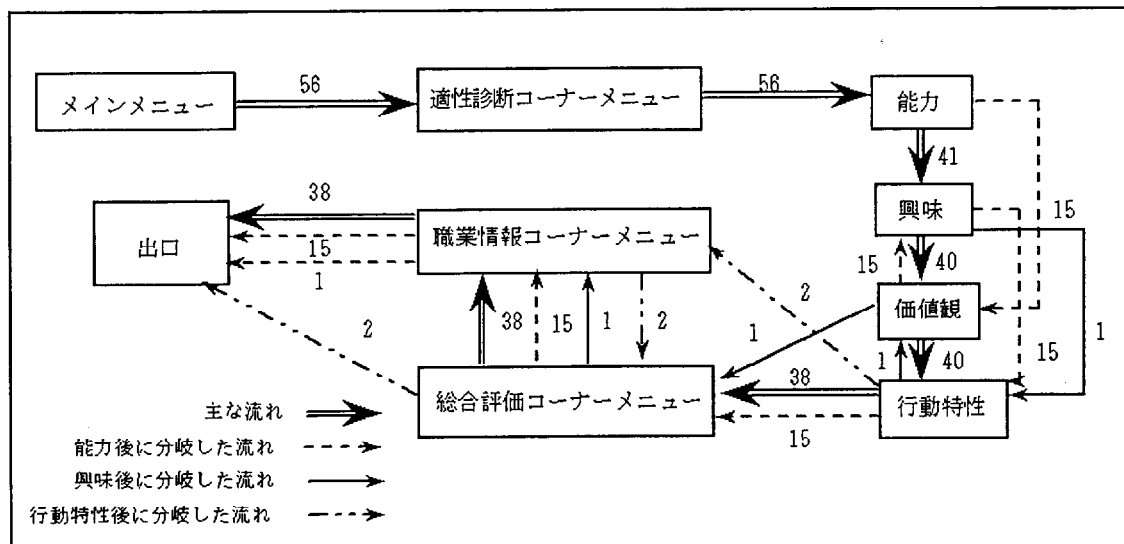 メインメニュー
56
適性診断コーナーメニュー
56
能力
41
興味
15
40
15
1
価値観
15
1
40
行動特性
出口
38
15
1
職業情報コーナーメニュー
2
38
15
1
2
2
1
38
15
総合評価コーナーメニュー
主な流れ
能力後に分岐した流れ
興味後に分岐した流れ
行動特性後に分岐した流れ